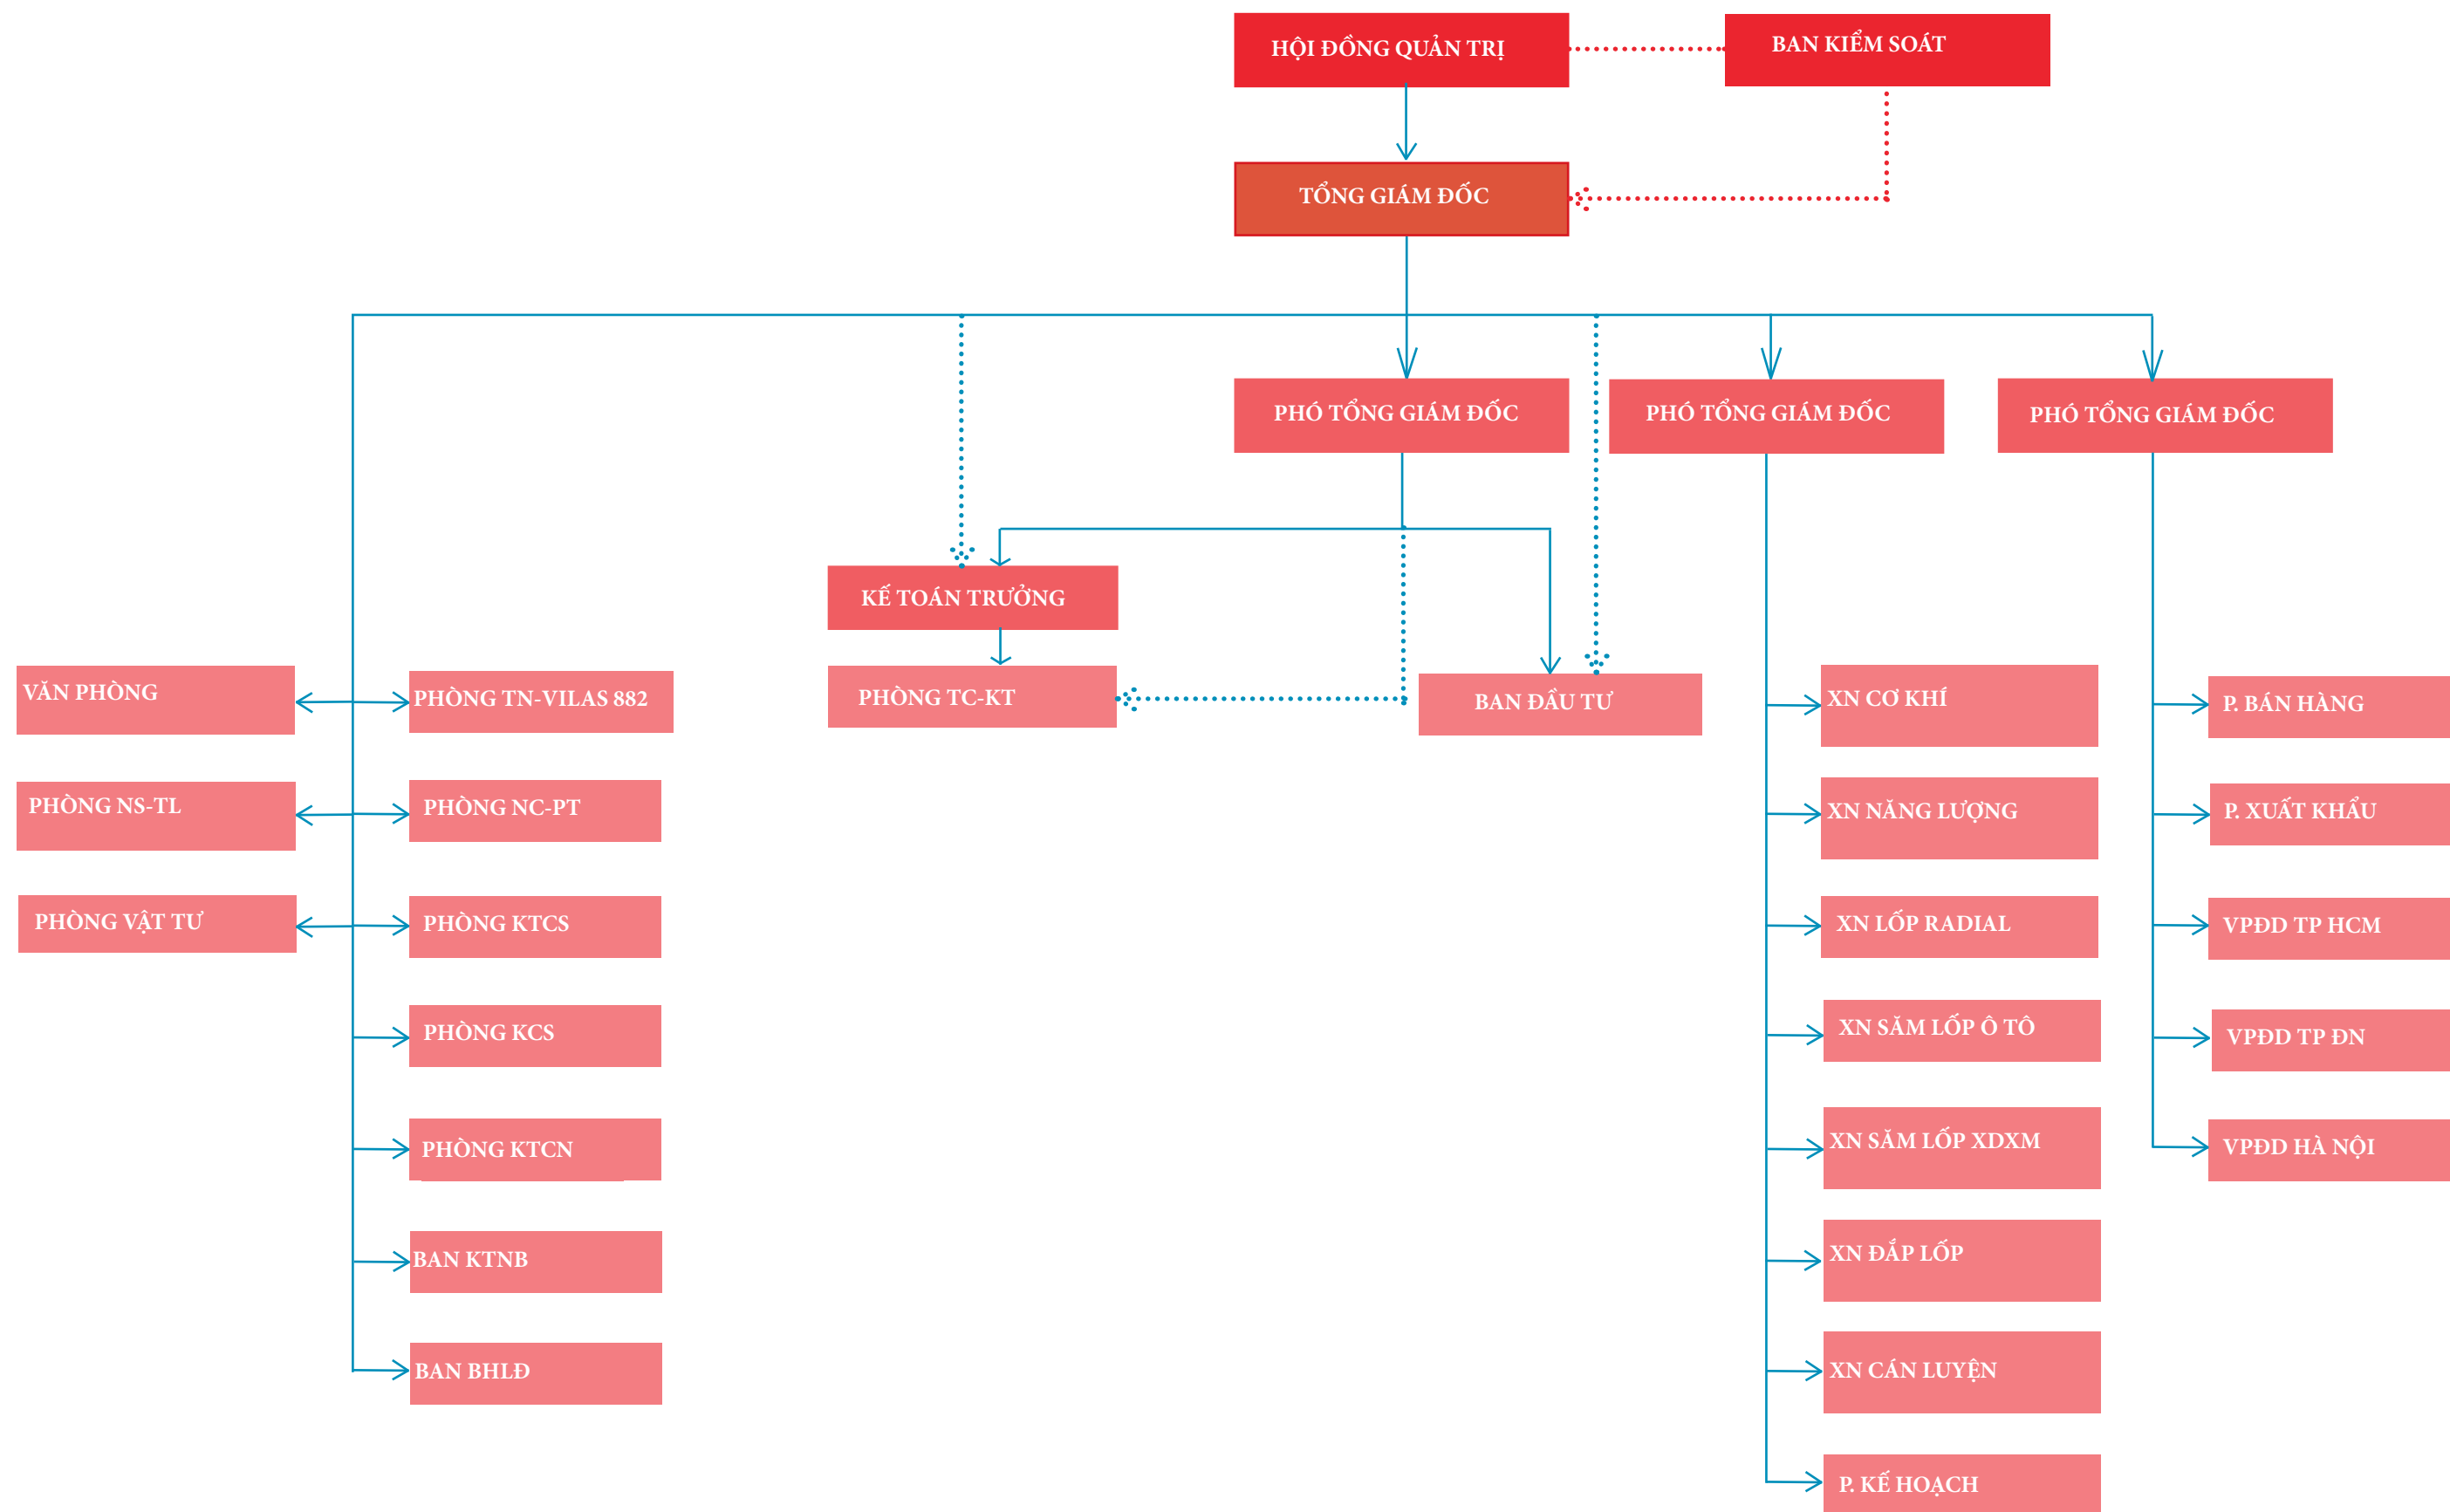 HỘI ĐỒNG QUẢN TRỊ
BAN KIỂM SOÁT
TỔNG GIÁM ĐỐC
PHÓ TỔNG GIÁM ĐỐC
PHÓ TỔNG GIÁM ĐỐC
PHÓ TỔNG GIÁM ĐỐC
KẾ TOÁN TRƯỞNG
PHÒNG TC-KT
BAN ĐẦU TƯ
VĂN PHÒNG
PHÒNG NS-TL
PHÒNG VẬT TƯ
PHÒNG TN-VILAS 882
PHÒNG NC-PT
PHÒNG KTCS
PHÒNG KCS
PHÒNG KTCN
BAN KTNB
BAN BHLĐ
XN CƠ KHÍ
XN NĂNG LƯỢNG
XN LỐP RADIAL
XN SĂM LỐP Ô TÔ
XN SĂM LỐP XDXM
XN ĐẮP LỐP
XN CÁN LUYỆN
P. KẾ HOẠCH
P. BÁN HÀNG
P. XUẤT KHẨU
VPĐD TP HCM
VPĐD TP ĐN
VPĐD HÀ NỘI